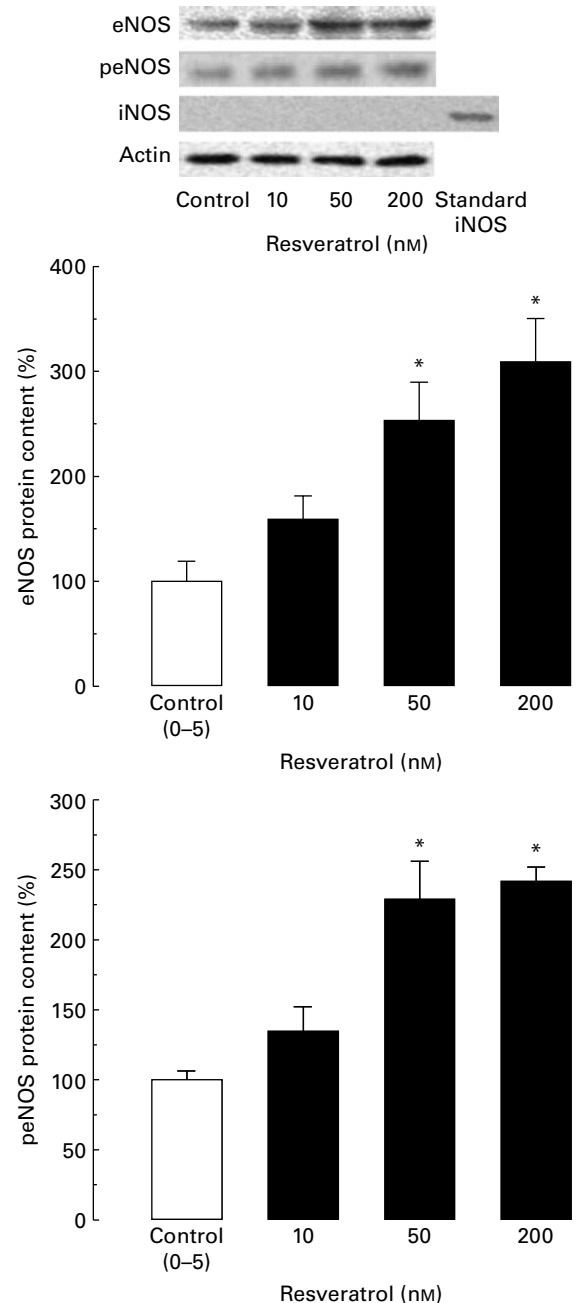 eNOS
peNOS
iNOS
Actin
Control 10 50 200 Standard
iNOS
Resveratrol (nM)
400
300
200
100
0
eNOS protein content (%)
*
*
Control 10 50 200
(0–5)
Resveratrol (nM)
300
250
200
150
100
50
0
peNOS protein content (%)
*
*
Control 10 50 200
(0–5)
Resveratrol (nM)